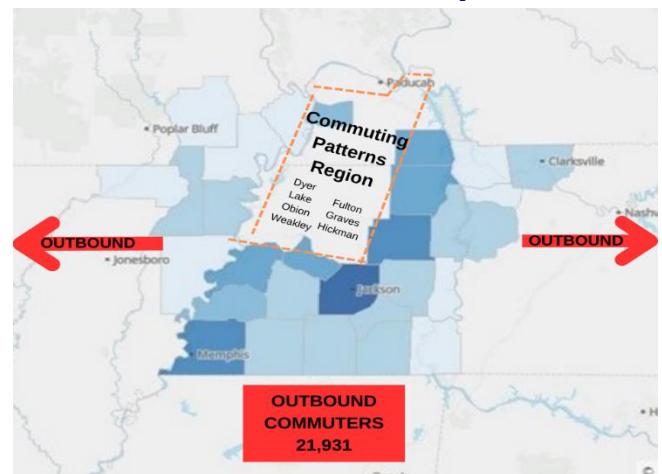 Paducah
Commuting
Patterns
Region
Poplar Bluff
Clarksville
Dyer
Lake
Obion
Weakley
Fulton
Graves
Hickman
OUTBOUND
OUTBOUND
Jonesboro
Jackson
Memphis
OUTBOUND
COMMUTERS
21,931